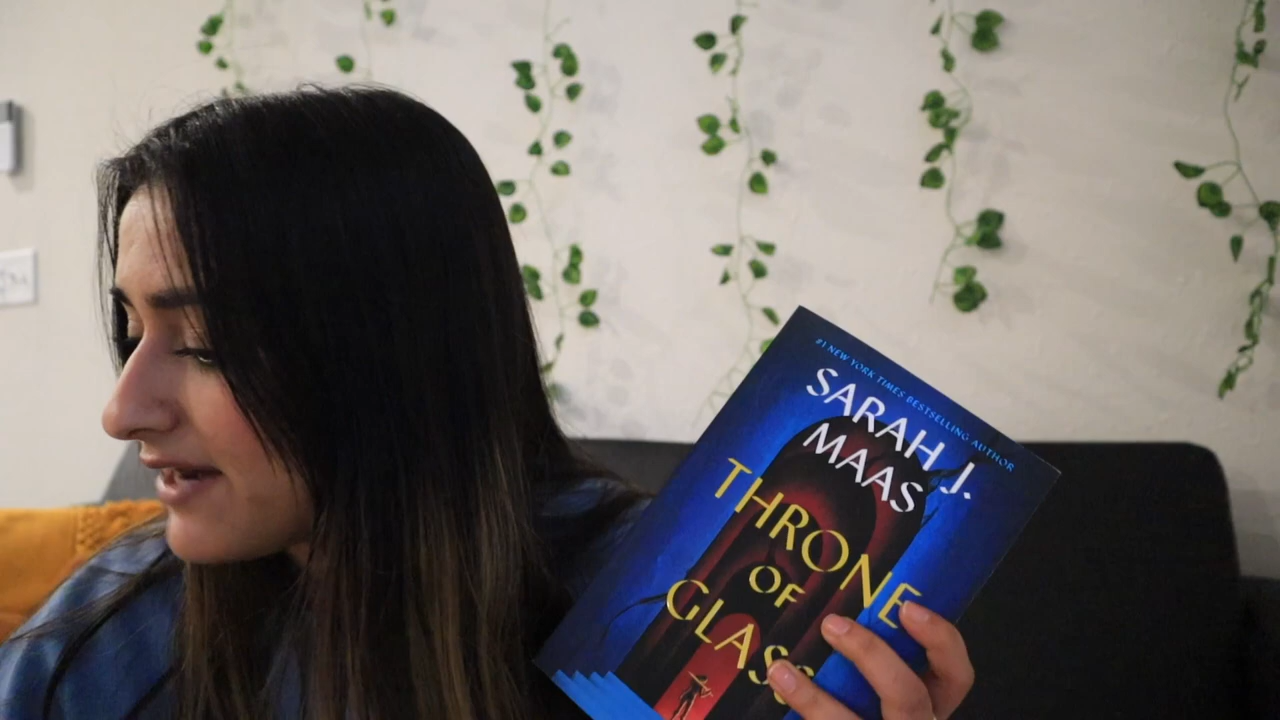 #1 NEW YORK TIMES BESTSELLING AUTHOR
SARAH J.
MAAS
THRONE
OF
GLASS